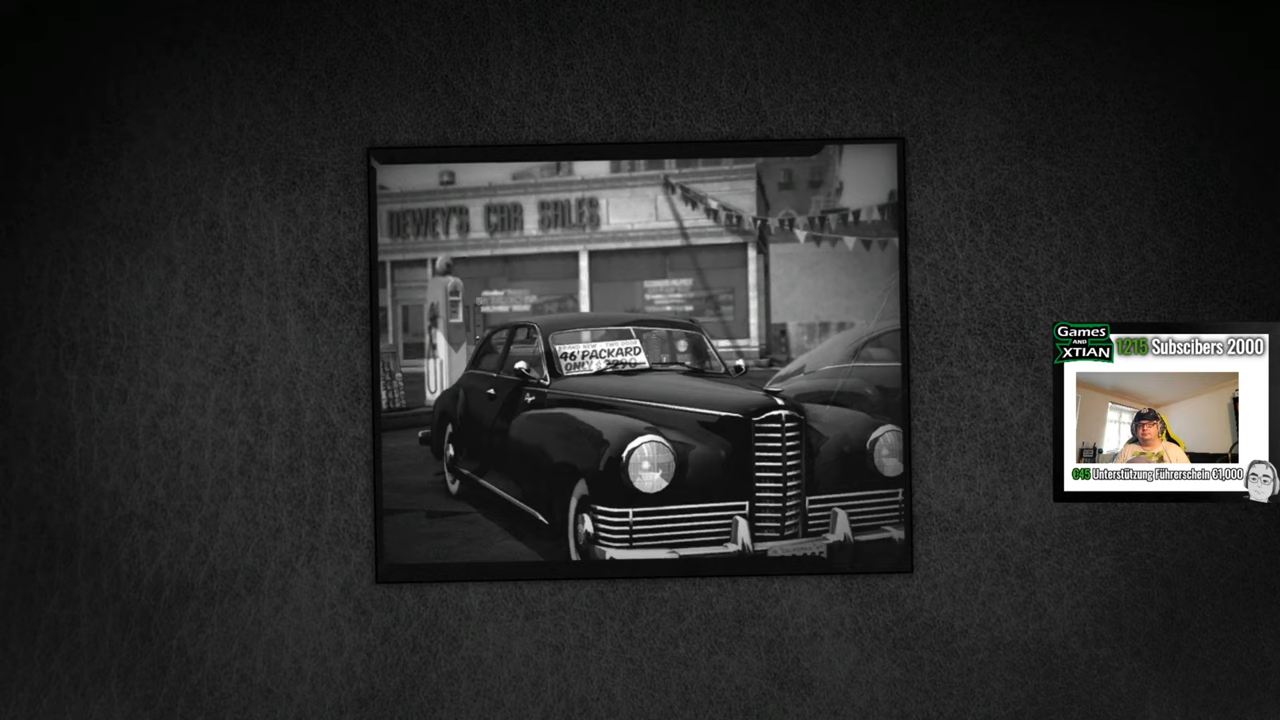 DEWEY'S CAR SALES
BRAND NEW - TWO DOOR
46' PACKARD
ONLY $2290
Games
AND
XTIAN
1215 Subscibers 2000
€45 Unterstützung Führerschein €1,000